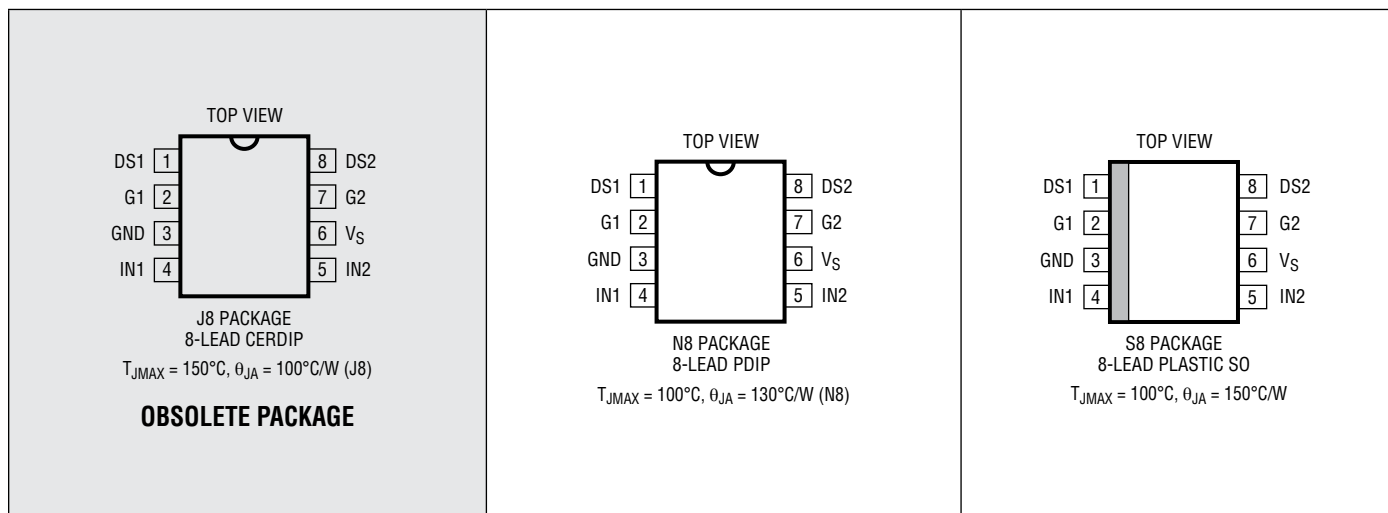 TOP VIEW
DS1 1 8 DS2
G1 2 7 G2
GND 3 6 VS
IN1 4 5 IN2
J8 PACKAGE
8-LEAD CERDIP
TJMAX = 150°C, θJA = 100°C/W (J8)
OBSOLETE PACKAGE
TOP VIEW
DS1 1 8 DS2
G1 2 7 G2
GND 3 6 VS
IN1 4 5 IN2
N8 PACKAGE
8-LEAD PDIP
TJMAX = 100°C, θJA = 130°C/W (N8)
TOP VIEW
DS1 1 8 DS2
G1 2 7 G2
GND 3 6 VS
IN1 4 5 IN2
S8 PACKAGE
8-LEAD PLASTIC SO
TJMAX = 100°C, θJA = 150°C/W